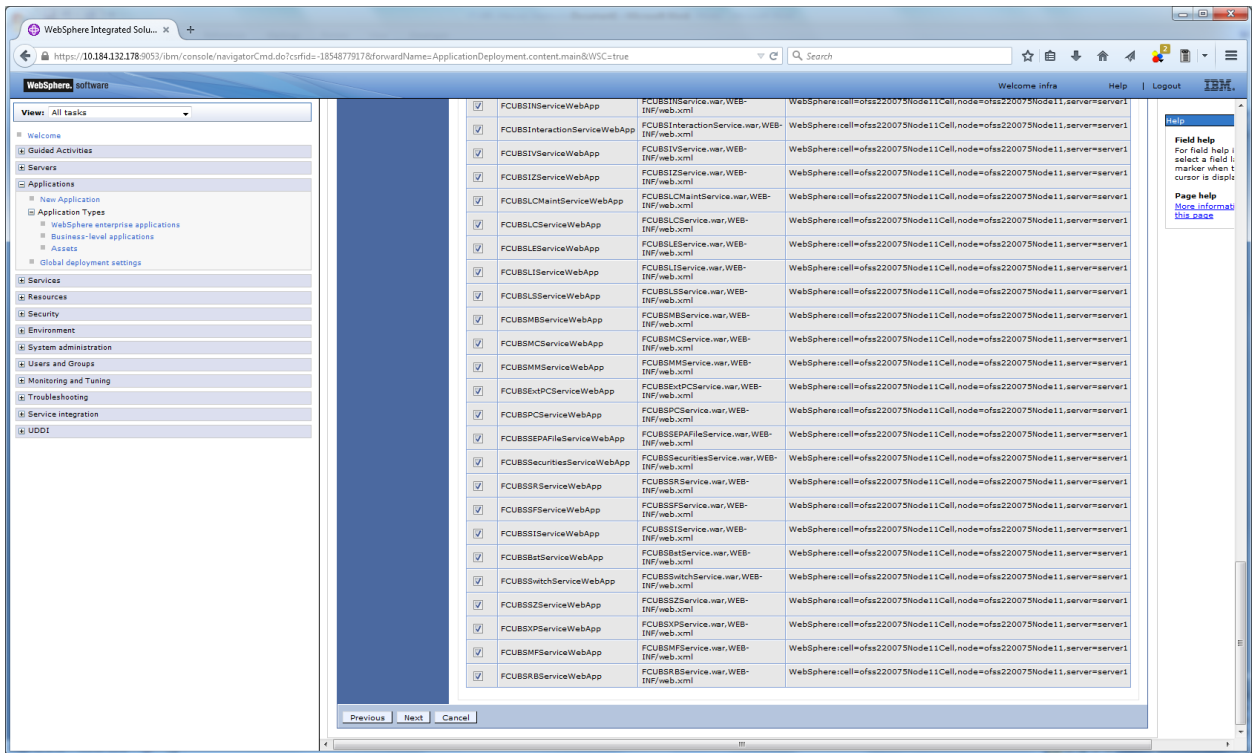 WebSphere Integrated Solu... × +
https://10.184.132.178:9053/ibm/console/navigatorCmd.do?csrfid=-1854877917&forwardName=ApplicationDeployment.content.main&WSC=true
Search
2
WebSphere. software
Welcome infra Help | Logout IBM.
View: All tasks
Welcome
Guided Activities
Servers
Applications
New Application
Application Types
WebSphere enterprise applications
Business-level applications
Assets
Global deployment settings
Services
Resources
Security
Environment
System administration
Users and Groups
Monitoring and Tuning
Troubleshooting
Service integration
UDDI
FCUBSINServiceWebApp FCUBSINService.war,WEB- WebSphere:cell=ofss220075Node11Cell,node=ofss220075Node11,server=server1
INF/web.xml
FCUBSInteractionServiceWebApp FCUBSInteractionService.war,WEB- WebSphere:cell=ofss220075Node11Cell,node=ofss220075Node11,server=server1
INF/web.xml
FCUBSIVServiceWebApp FCUBSIVService.war,WEB- WebSphere:cell=ofss220075Node11Cell,node=ofss220075Node11,server=server1
INF/web.xml
FCUBSIZServiceWebApp FCUBSIZService.war,WEB- WebSphere:cell=ofss220075Node11Cell,node=ofss220075Node11,server=server1
INF/web.xml
FCUBSLCMaintServiceWebApp FCUBSLCMaintService.war,WEB- WebSphere:cell=ofss220075Node11Cell,node=ofss220075Node11,server=server1
INF/web.xml
FCUBSLCServiceWebApp FCUBSLCService.war,WEB- WebSphere:cell=ofss220075Node11Cell,node=ofss220075Node11,server=server1
INF/web.xml
FCUBSLEServiceWebApp FCUBSLEService.war,WEB- WebSphere:cell=ofss220075Node11Cell,node=ofss220075Node11,server=server1
INF/web.xml
FCUBSLIServiceWebApp FCUBSLIService.war,WEB- WebSphere:cell=ofss220075Node11Cell,node=ofss220075Node11,server=server1
INF/web.xml
FCUBSLSServiceWebApp FCUBSLSService.war,WEB- WebSphere:cell=ofss220075Node11Cell,node=ofss220075Node11,server=server1
INF/web.xml
FCUBSMBServiceWebApp FCUBSMBService.war,WEB- WebSphere:cell=ofss220075Node11Cell,node=ofss220075Node11,server=server1
INF/web.xml
FCUBSMCServiceWebApp FCUBSMCService.war,WEB- WebSphere:cell=ofss220075Node11Cell,node=ofss220075Node11,server=server1
INF/web.xml
FCUBSMMServiceWebApp FCUBSMMService.war,WEB- WebSphere:cell=ofss220075Node11Cell,node=ofss220075Node11,server=server1
INF/web.xml
FCUBSExtPCServiceWebApp FCUBSExtPCService.war,WEB- WebSphere:cell=ofss220075Node11Cell,node=ofss220075Node11,server=server1
INF/web.xml
FCUBSPCServiceWebApp FCUBSPCService.war,WEB- WebSphere:cell=ofss220075Node11Cell,node=ofss220075Node11,server=server1
INF/web.xml
FCUBSSEPAFileServiceWebApp FCUBSSEPAFileService.war,WEB- WebSphere:cell=ofss220075Node11Cell,node=ofss220075Node11,server=server1
INF/web.xml
FCUBSSecuritiesServiceWebApp FCUBSSecuritiesService.war,WEB- WebSphere:cell=ofss220075Node11Cell,node=ofss220075Node11,server=server1
INF/web.xml
FCUBSSRServiceWebApp FCUBSSRService.war,WEB- WebSphere:cell=ofss220075Node11Cell,node=ofss220075Node11,server=server1
INF/web.xml
FCUBSSFServiceWebApp FCUBSSFService.war,WEB- WebSphere:cell=ofss220075Node11Cell,node=ofss220075Node11,server=server1
INF/web.xml
FCUBSSIServiceWebApp FCUBSSIService.war,WEB- WebSphere:cell=ofss220075Node11Cell,node=ofss220075Node11,server=server1
INF/web.xml
FCUBSBstServiceWebApp FCUBSBstService.war,WEB- WebSphere:cell=ofss220075Node11Cell,node=ofss220075Node11,server=server1
INF/web.xml
FCUBSSwitchServiceWebApp FCUBSSwitchService.war,WEB- WebSphere:cell=ofss220075Node11Cell,node=ofss220075Node11,server=server1
INF/web.xml
FCUBSSZServiceWebApp FCUBSSZService.war,WEB- WebSphere:cell=ofss220075Node11Cell,node=ofss220075Node11,server=server1
INF/web.xml
FCUBSXPServiceWebApp FCUBSXPService.war,WEB- WebSphere:cell=ofss220075Node11Cell,node=ofss220075Node11,server=server1
INF/web.xml
FCUBSMFServiceWebApp FCUBSMFService.war,WEB- WebSphere:cell=ofss220075Node11Cell,node=ofss220075Node11,server=server1
INF/web.xml
FCUBSRBServiceWebApp FCUBSRBService.war,WEB- WebSphere:cell=ofss220075Node11Cell,node=ofss220075Node11,server=server1
INF/web.xml
Previous Next Cancel
Help
Field help
For field help i
select a field l
marker when t
cursor is displa
Page help
More informati
this page